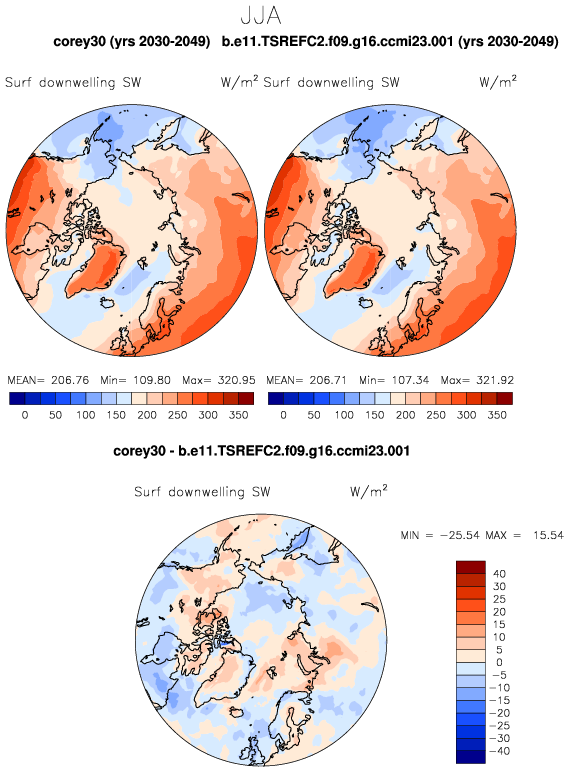 JJA
corey30 (yrs 2030-2049) b.e11.TSREFC2.f09.g16.ccmi23.001 (yrs 2030-2049)
Surf downwelling SW W/m² Surf downwelling SW W/m²
MEAN= 206.76 Min= 109.80 Max= 320.95 MEAN= 206.71 Min= 107.34 Max= 321.92
0 50 100 150 200 250 300 350 0 50 100 150 200 250 300 350
corey30 - b.e11.TSREFC2.f09.g16.ccmi23.001
Surf downwelling SW W/m²
MIN = -25.54 MAX = 15.54
40
30
25
20
15
10
5
0
-5
-10
-15
-20
-25
-30
-40